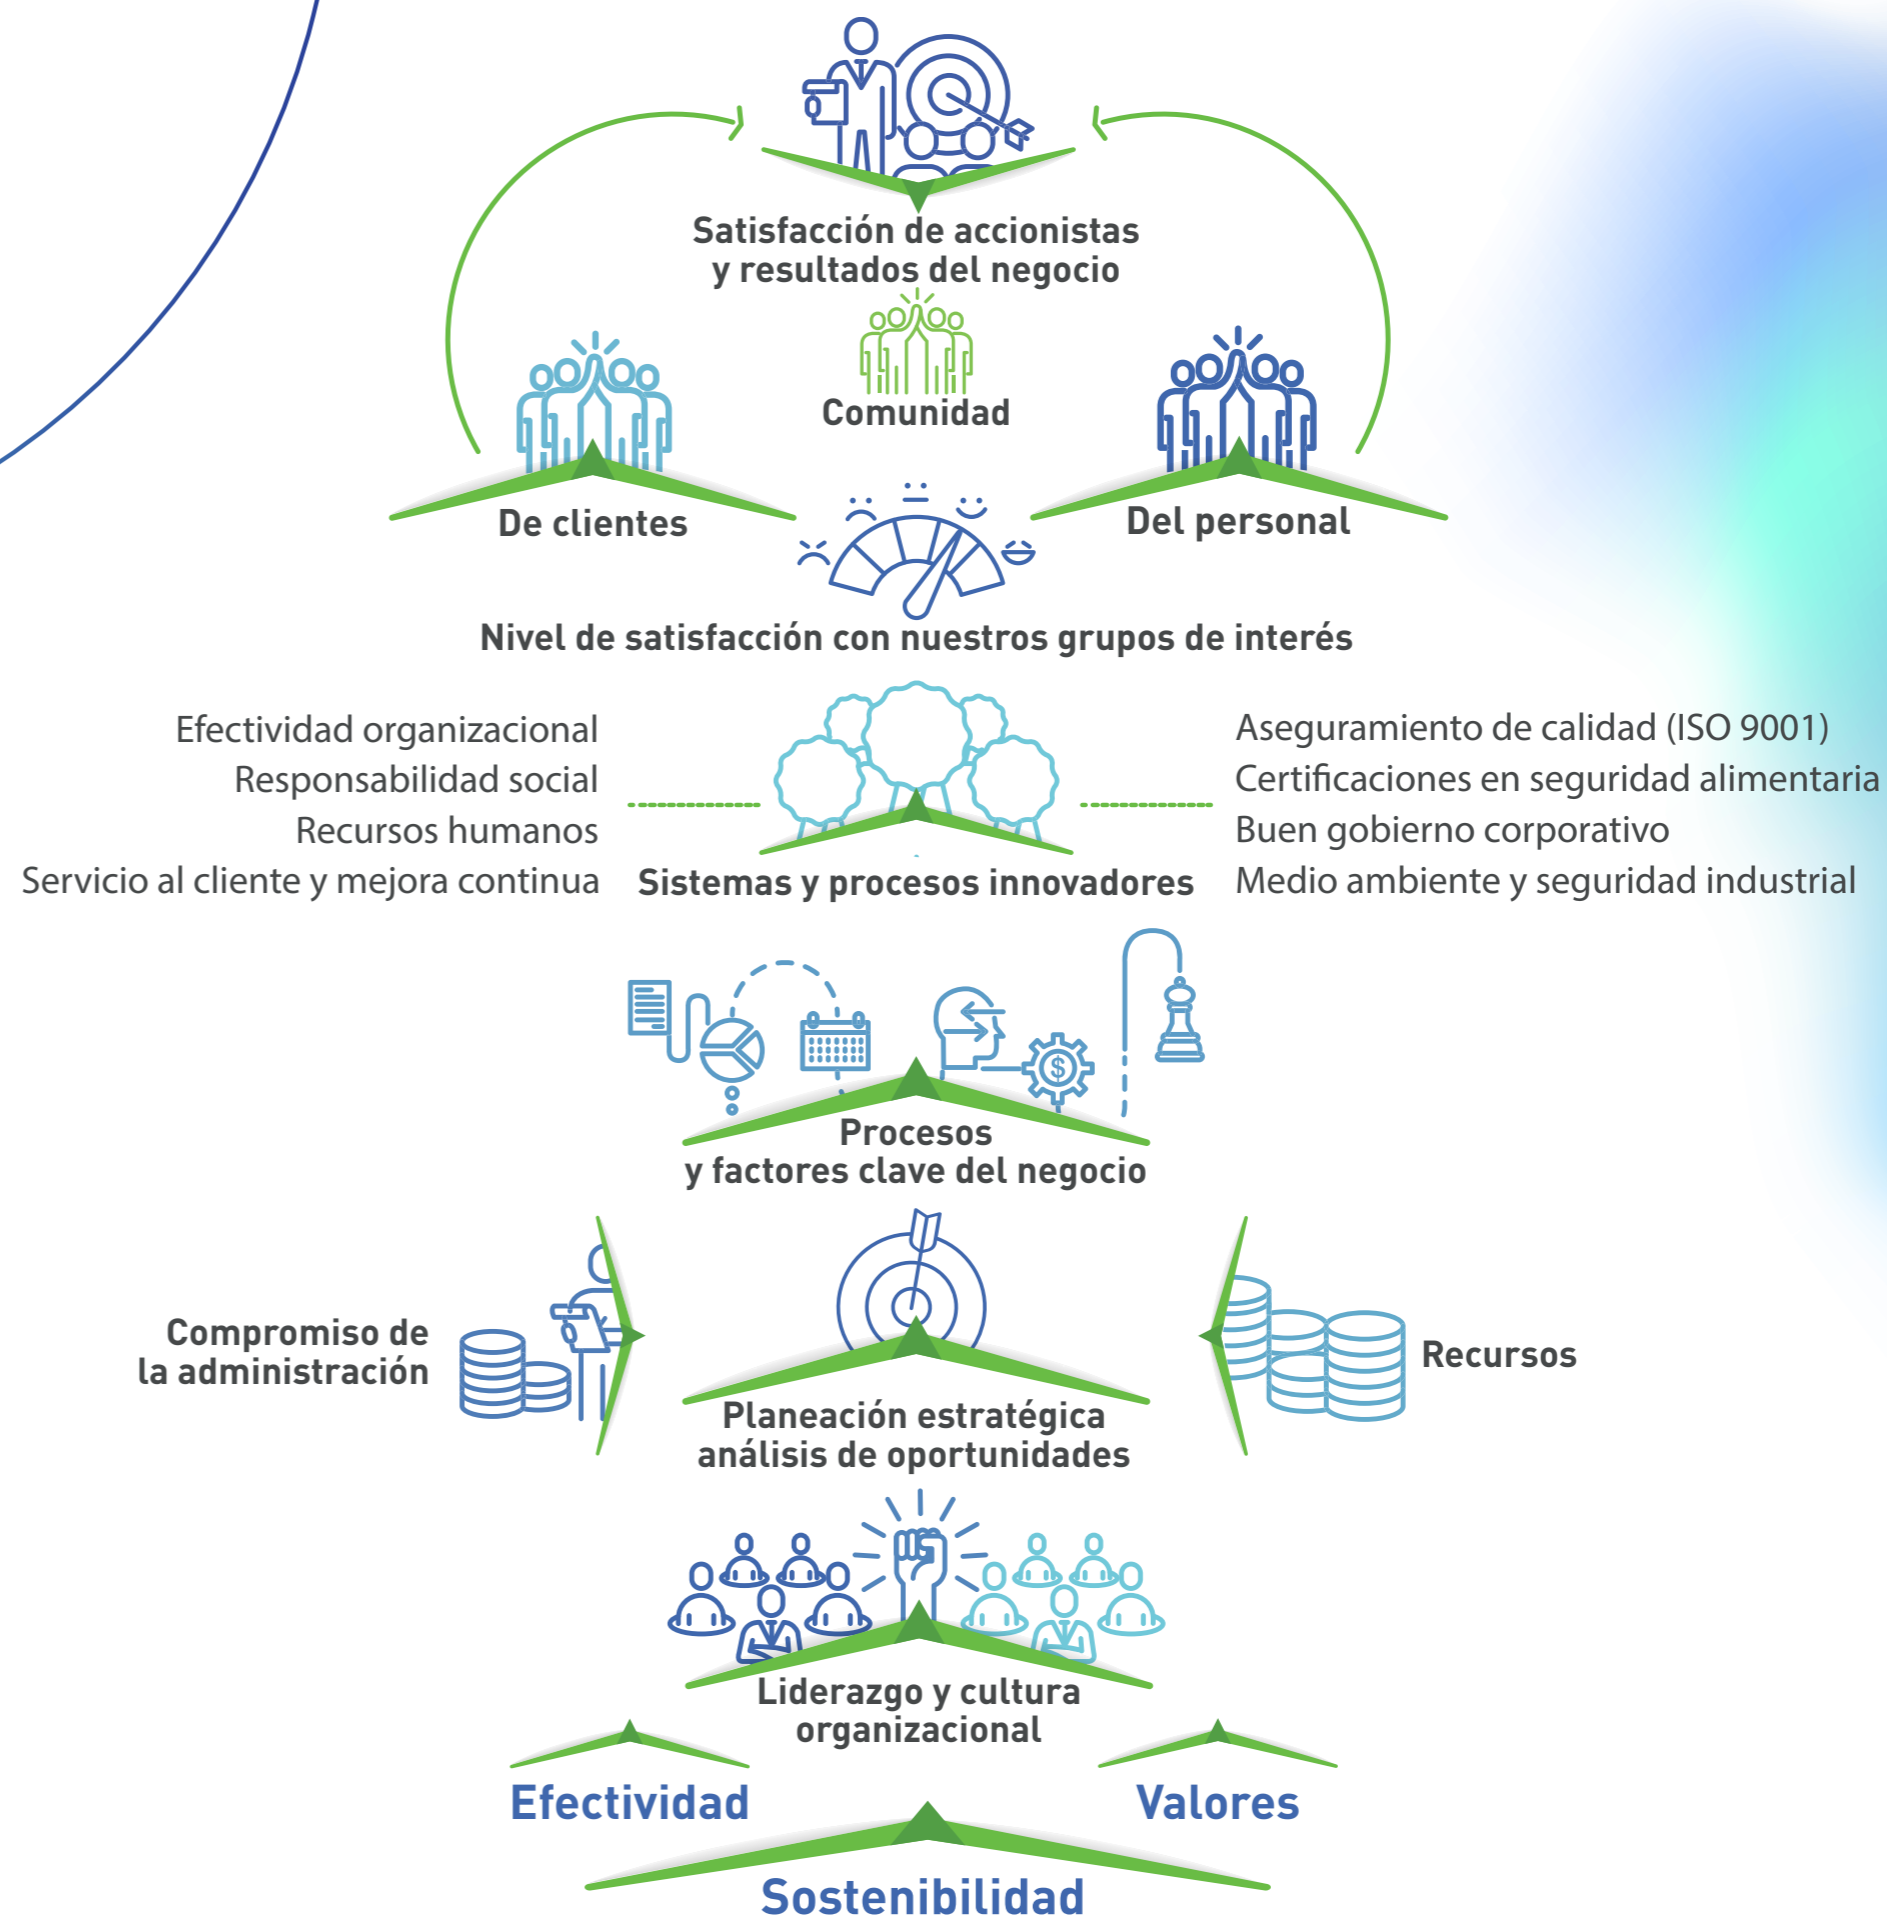 Satisfacción de accionistas
y resultados del negocio
Comunidad
De clientes
Del personal
Nivel de satisfacción con nuestros grupos de interés
Efectividad organizacional
Responsabilidad social
Recursos humanos
Servicio al cliente y mejora continua
Sistemas y procesos innovadores
Aseguramiento de calidad (ISO 9001)
Certificaciones en seguridad alimentaria
Buen gobierno corporativo
Medio ambiente y seguridad industrial
$
Procesos
y factores clave del negocio
Compromiso de
la administración
Recursos
Planeación estratégica
análisis de oportunidades
Liderazgo y cultura
organizacional
Efectividad
Valores
Sostenibilidad